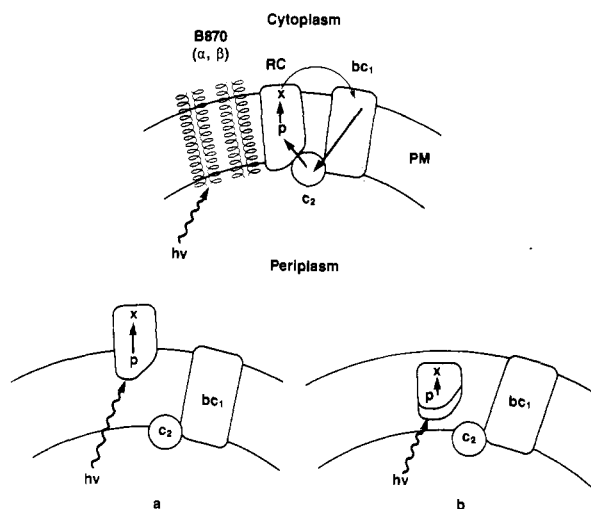 Cytoplasm
B870
(α, β)
RC
bc₁
x
p
PM
c₂
hν
Periplasm
x
p
bc₁
c₂
hν
a
x
p
bc₁
c₂
hν
b